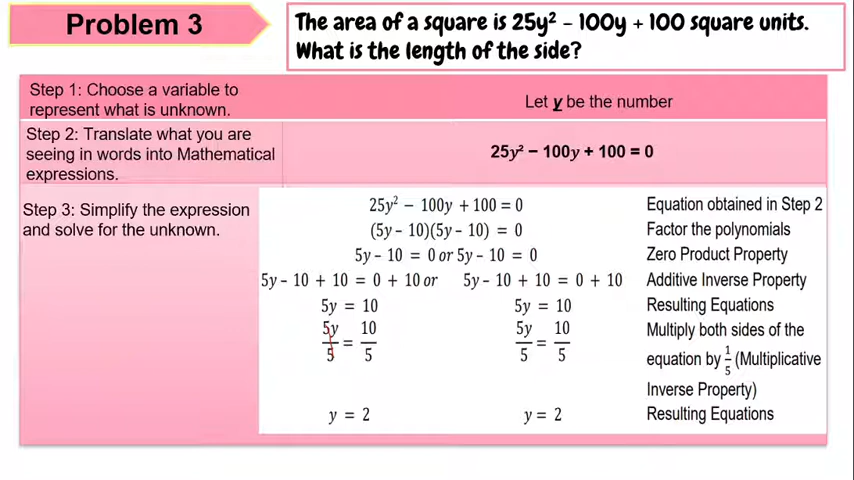 Problem 3
The area of a square is 25y² – 100y + 100 square units.
What is the length of the side?
Step 1: Choose a variable to
represent what is unknown.
Let y be the number
Step 2: Translate what you are
seeing in words into Mathematical
expressions.
25y² – 100y + 100 = 0
Step 3: Simplify the expression
and solve for the unknown.
25y² – 100y + 100 = 0 Equation obtained in Step 2
(5y – 10)(5y – 10) = 0 Factor the polynomials
5y – 10 = 0 or 5y – 10 = 0 Zero Product Property
5y – 10 + 10 = 0 + 10 or 5y – 10 + 10 = 0 + 10 Additive Inverse Property
5y = 10 5y = 10 Resulting Equations
5y/5 = 10/5 5y/5 = 10/5 Multiply both sides of the
equation by 1/5 (Multiplicative
Inverse Property)
y = 2 y = 2 Resulting Equations